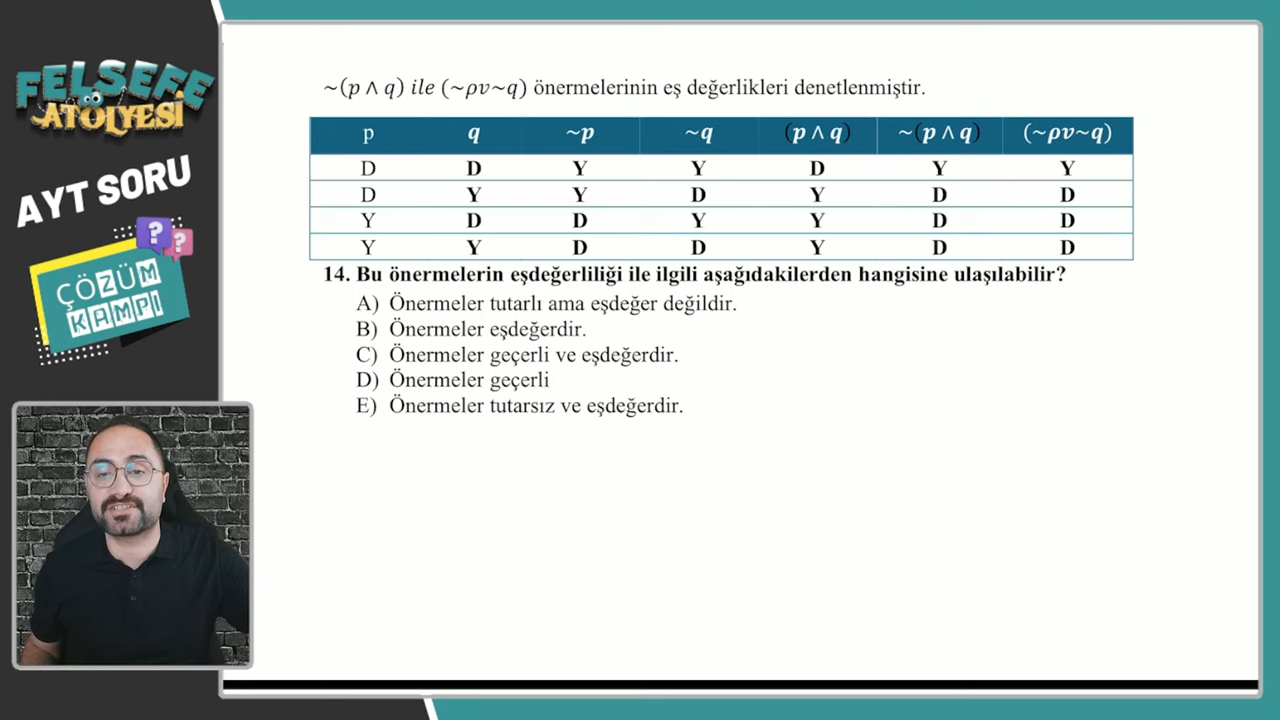 FELSEFE
ATÖLYESİ
AYT SORU
ÇÖZÜM
KAMPI
~(p ∧ q) ile (~ρv~q) önermelerinin eş değerlikleri denetlenmiştir.
p q ~p ~q (p ∧ q) ~(p ∧ q) (~ρv~q)
D D Y Y D Y Y
D Y Y D Y D D
Y D D Y Y D D
Y Y D D Y D D
14. Bu önermelerin eşdeğerliliği ile ilgili aşağıdakilerden hangisine ulaşılabilir?
A) Önermeler tutarlı ama eşdeğer değildir.
B) Önermeler eşdeğerdir.
C) Önermeler geçerli ve eşdeğerdir.
D) Önermeler geçerli
E) Önermeler tutarsız ve eşdeğerdir.